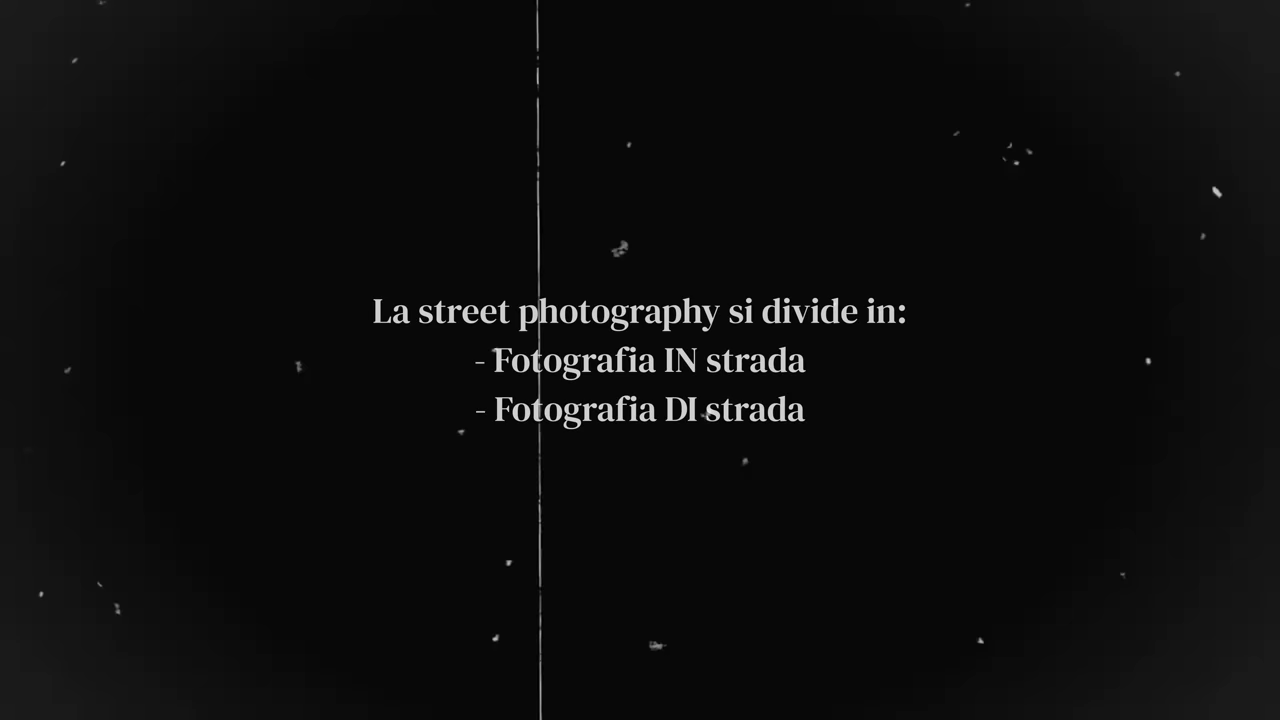 La street photography si divide in:
- Fotografia IN strada
- Fotografia DI strada